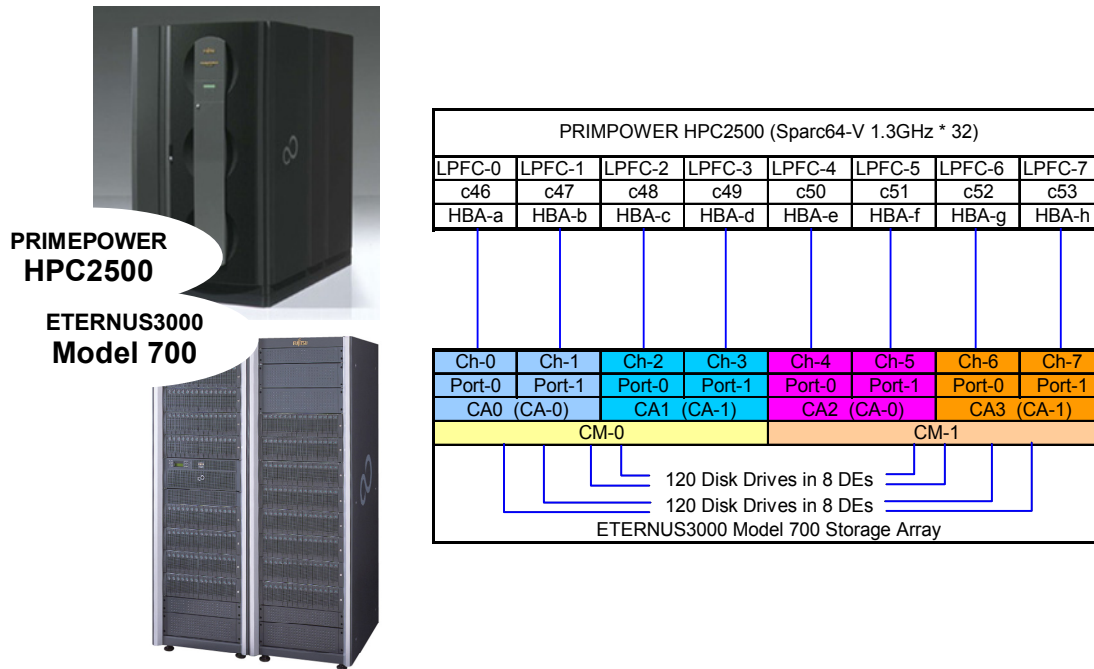 PRIMEPOWER
HPC2500
ETERNUS3000
Model 700
PRIMPOWER HPC2500 (Sparc64-V 1.3GHz * 32)
LPFC-0 LPFC-1 LPFC-2 LPFC-3 LPFC-4 LPFC-5 LPFC-6 LPFC-7
c46 c47 c48 c49 c50 c51 c52 c53
HBA-a HBA-b HBA-c HBA-d HBA-e HBA-f HBA-g HBA-h
Ch-0 Ch-1 Ch-2 Ch-3 Ch-4 Ch-5 Ch-6 Ch-7
Port-0 Port-1 Port-0 Port-1 Port-0 Port-1 Port-0 Port-1
CA0 (CA-0) CA1 (CA-1) CA2 (CA-0) CA3 (CA-1)
CM-0 CM-1
120 Disk Drives in 8 DEs
120 Disk Drives in 8 DEs
ETERNUS3000 Model 700 Storage Array